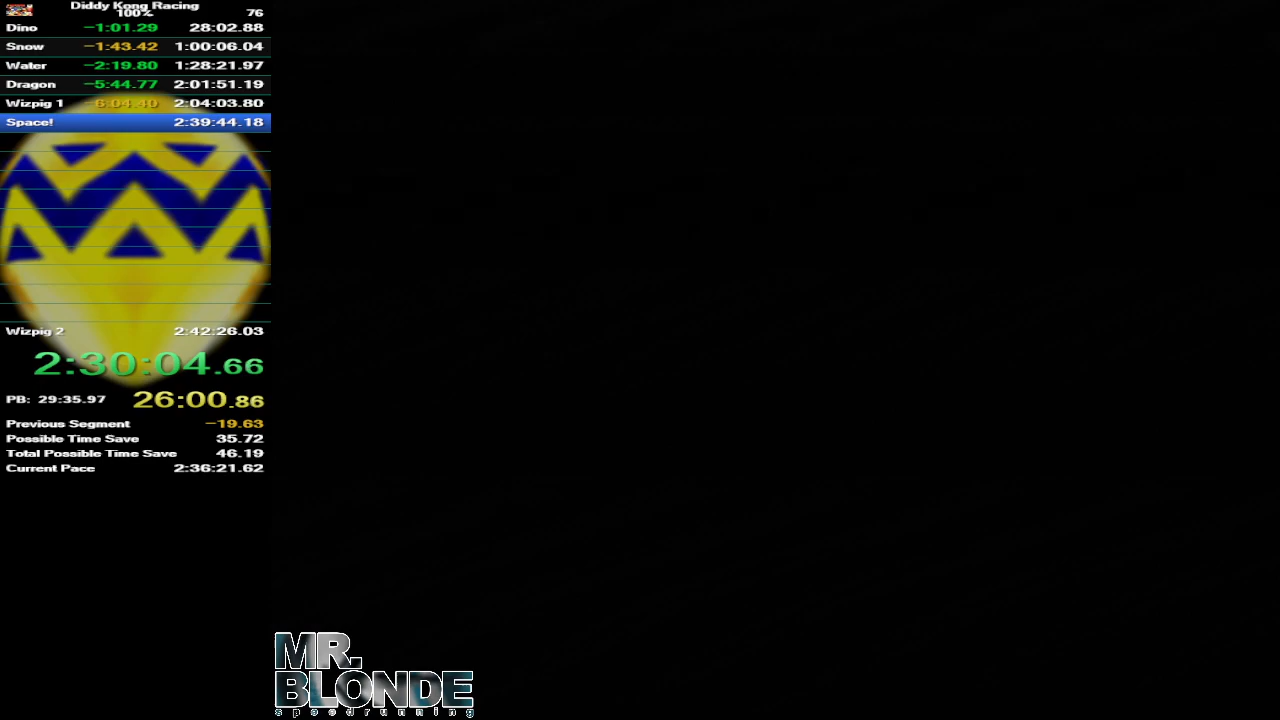 Diddy Kong Racing
100% 76
Dino -1:01.29 28:02.88
Snow -1:43.42 1:00:06.04
Water -2:19.80 1:28:21.97
Dragon -5:44.77 2:01:51.19
Wizpig 1 -6:04.40 2:04:03.80
Space! 2:39:44.18
Wizpig 2 2:42:26.03
2:30:04.66
PB: 29:35.97 26:00.86
Previous Segment -19.63
Possible Time Save 35.72
Total Possible Time Save 46.19
Current Pace 2:36:21.62
MR.
BLONDE
speedrunning